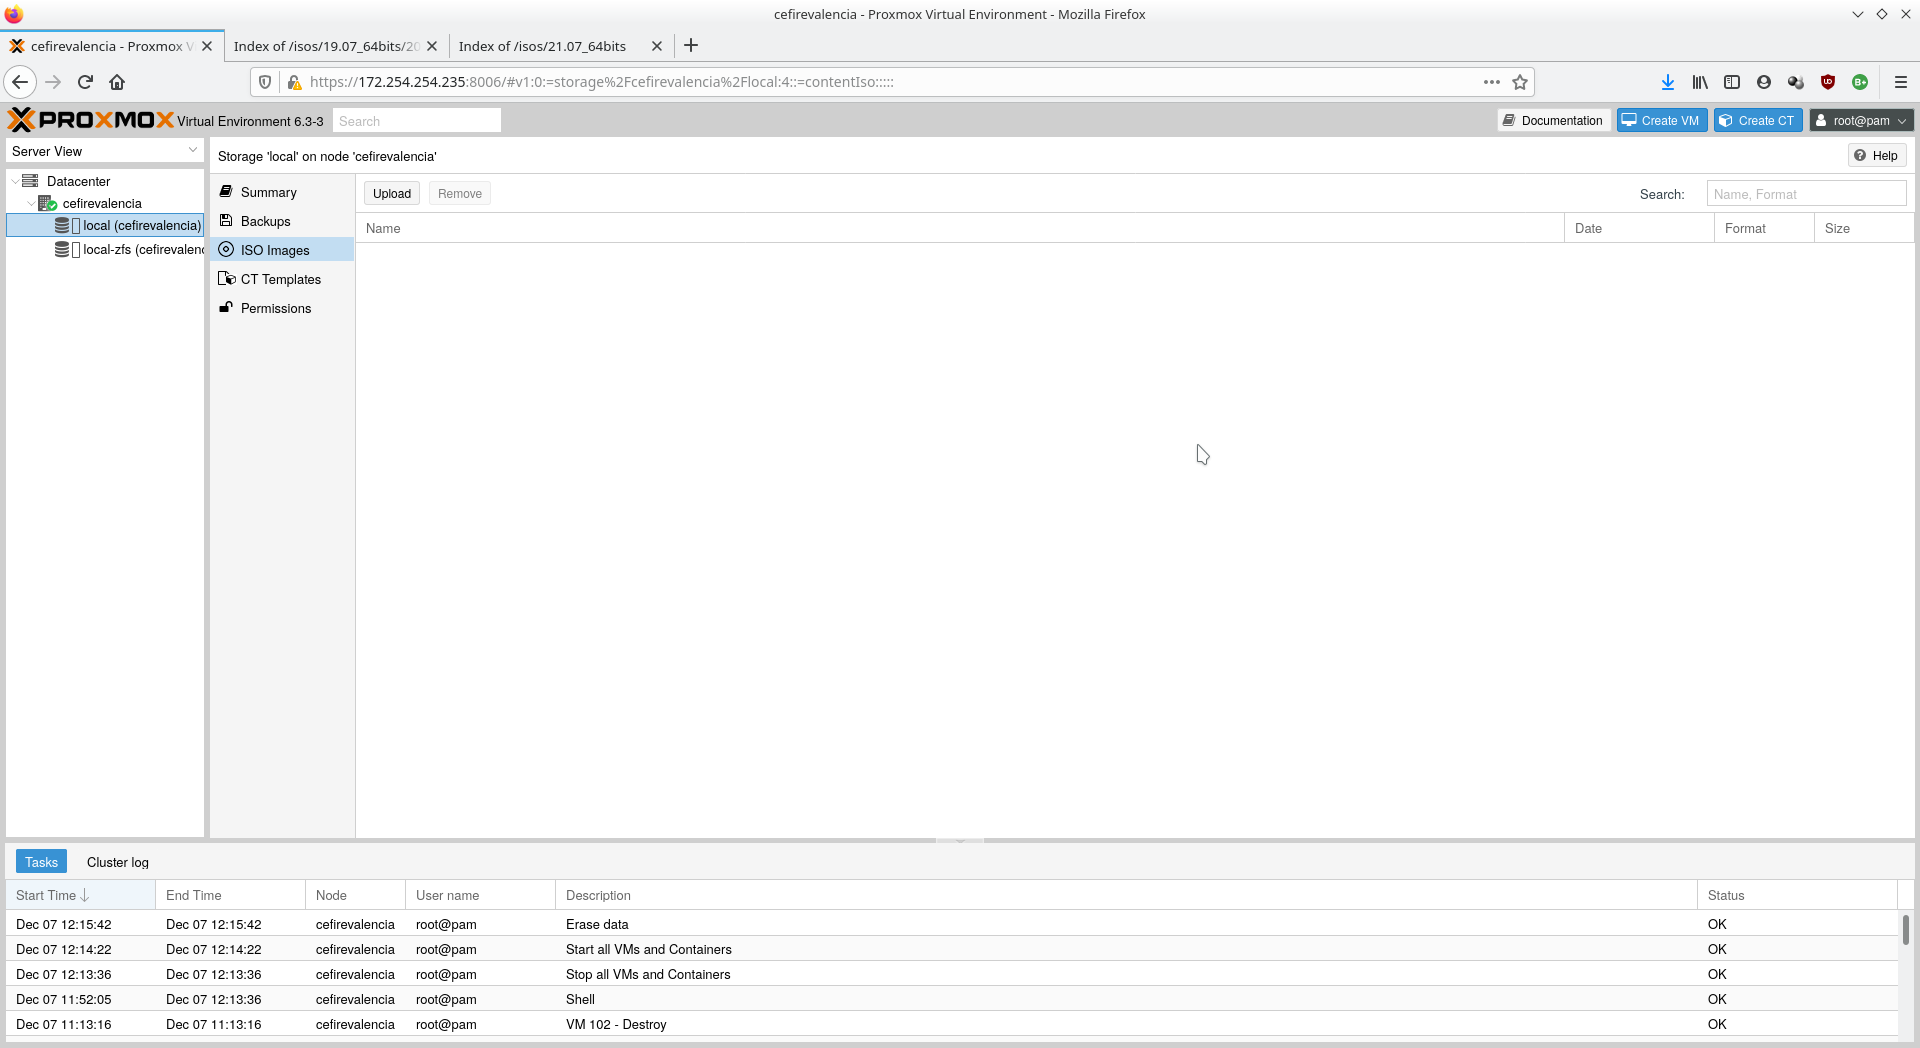 cefirevalencia - Proxmox Virtual Environment - Mozilla Firefox
cefirevalencia - Proxmox V
Index of /isos/19.07_64bits/20
Index of /isos/21.07_64bits
https://172.254.254.235:8006/#v1:0:=storage%2Fcefirevalencia%2Flocal:4::=contentIso:::::
PROXMOX Virtual Environment 6.3-3
Search
Documentation
Create VM
Create CT
root@pam
Server View
Storage 'local' on node 'cefirevalencia'
Help
Datacenter
cefirevalencia
local (cefirevalencia)
local-zfs (cefirevalenc
Summary
Backups
ISO Images
CT Templates
Permissions
Upload Remove
Search: Name, Format
Name Date Format Size
Tasks Cluster log
Start Time End Time Node User name Description Status
Dec 07 12:15:42 Dec 07 12:15:42 cefirevalencia root@pam Erase data OK
Dec 07 12:14:22 Dec 07 12:14:22 cefirevalencia root@pam Start all VMs and Containers OK
Dec 07 12:13:36 Dec 07 12:13:36 cefirevalencia root@pam Stop all VMs and Containers OK
Dec 07 11:52:05 Dec 07 12:13:36 cefirevalencia root@pam Shell OK
Dec 07 11:13:16 Dec 07 11:13:16 cefirevalencia root@pam VM 102 - Destroy OK